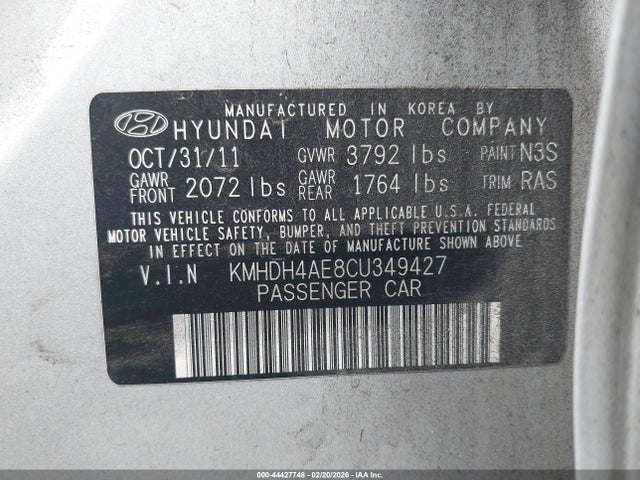 MANUFACTURED IN KOREA BY
HYUNDAI MOTOR COMPANY
OCT/31/11 GVWR 3792 lbs PAINT N3S
GAWR FRONT 2072 lbs GAWR REAR 1764 lbs TRIM RAS
THIS VEHICLE CONFORMS TO ALL APPLICABLE U.S.A. FEDERAL
MOTOR VEHICLE SAFETY, BUMPER, AND THEFT PREVENTION STANDARDS
IN EFFECT ON THE DATE OF MANUFACTURE SHOWN ABOVE
V.I.N KMHDH4AE8CU349427
PASSENGER CAR
000-44427748 - 02/20/2026 - IAA Inc.